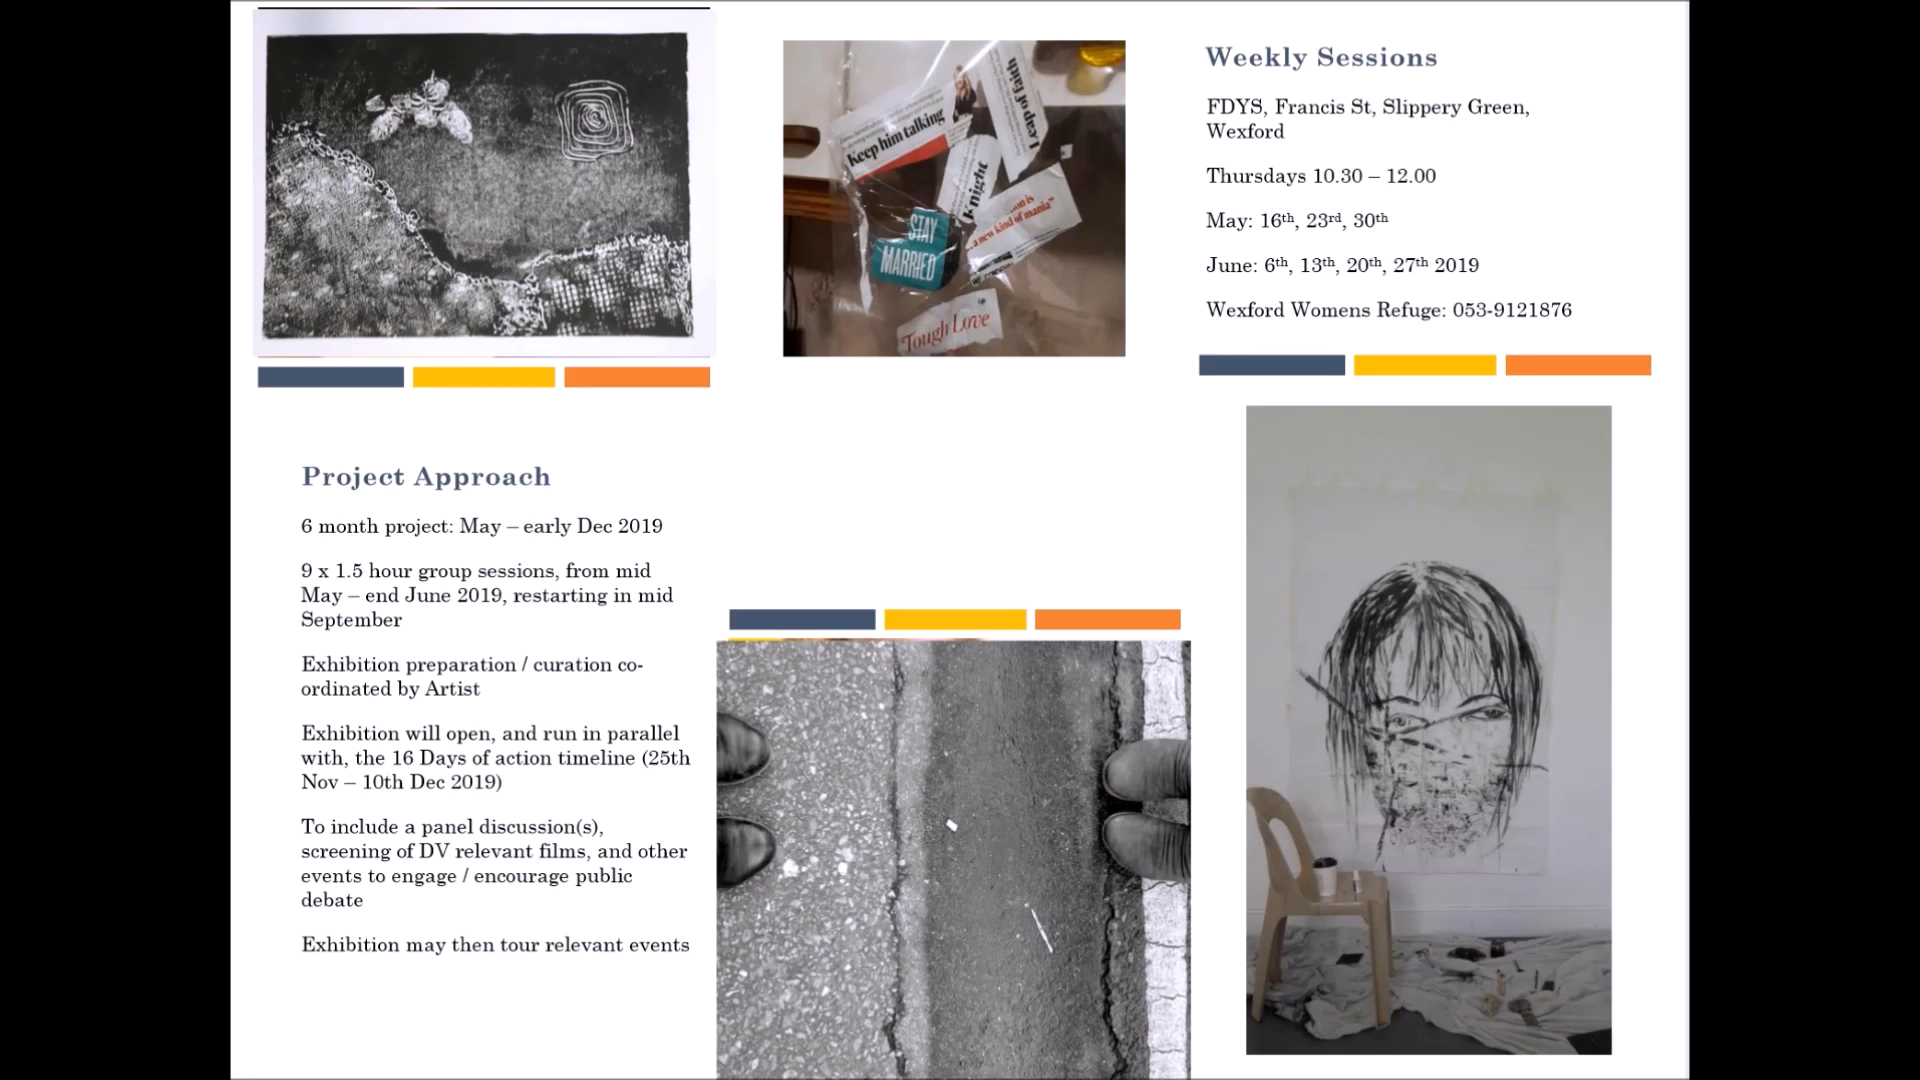 Keep him talking
Leap of faith
Knight
a new kind of mania"
STAY
MARRIED
Tough Love
Weekly Sessions
FDYS, Francis St, Slippery Green,
Wexford
Thursdays 10.30 – 12.00
May: 16th, 23rd, 30th
June: 6th, 13th, 20th, 27th 2019
Wexford Womens Refuge: 053-9121876
Project Approach
6 month project: May – early Dec 2019
9 x 1.5 hour group sessions, from mid
May – end June 2019, restarting in mid
September
Exhibition preparation / curation co-
ordinated by Artist
Exhibition will open, and run in parallel
with, the 16 Days of action timeline (25th
Nov – 10th Dec 2019)
To include a panel discussion(s),
screening of DV relevant films, and other
events to engage / encourage public
debate
Exhibition may then tour relevant events